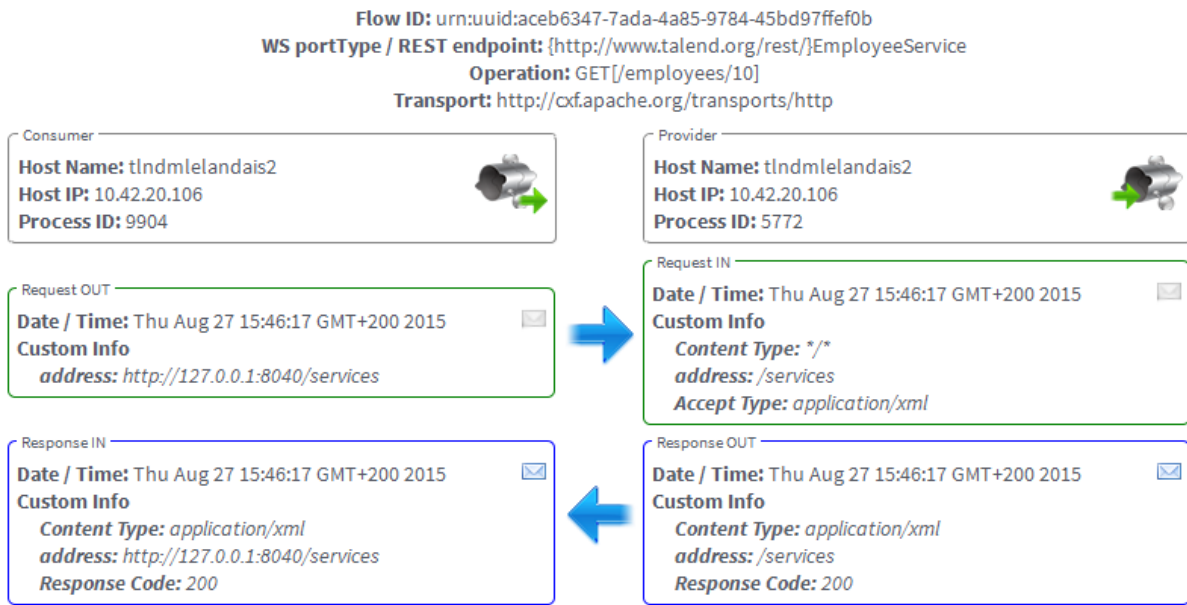 Flow ID: urn:uuid:aceb6347-7ada-4a85-9784-45bd97ffef0b
WS portType / REST endpoint: {http://www.talend.org/rest/}EmployeeService
Operation: GET[/employees/10]
Transport: http://cxf.apache.org/transports/http
Consumer
Host Name: tlndmlelandais2
Host IP: 10.42.20.106
Process ID: 9904
Provider
Host Name: tlndmlelandais2
Host IP: 10.42.20.106
Process ID: 5772
Request OUT
Date / Time: Thu Aug 27 15:46:17 GMT+200 2015
Custom Info
address: http://127.0.0.1:8040/services
Request IN
Date / Time: Thu Aug 27 15:46:17 GMT+200 2015
Custom Info
Content Type: */*
address: /services
Accept Type: application/xml
Response IN
Date / Time: Thu Aug 27 15:46:17 GMT+200 2015
Custom Info
Content Type: application/xml
address: http://127.0.0.1:8040/services
Response Code: 200
Response OUT
Date / Time: Thu Aug 27 15:46:17 GMT+200 2015
Custom Info
Content Type: application/xml
address: /services
Response Code: 200